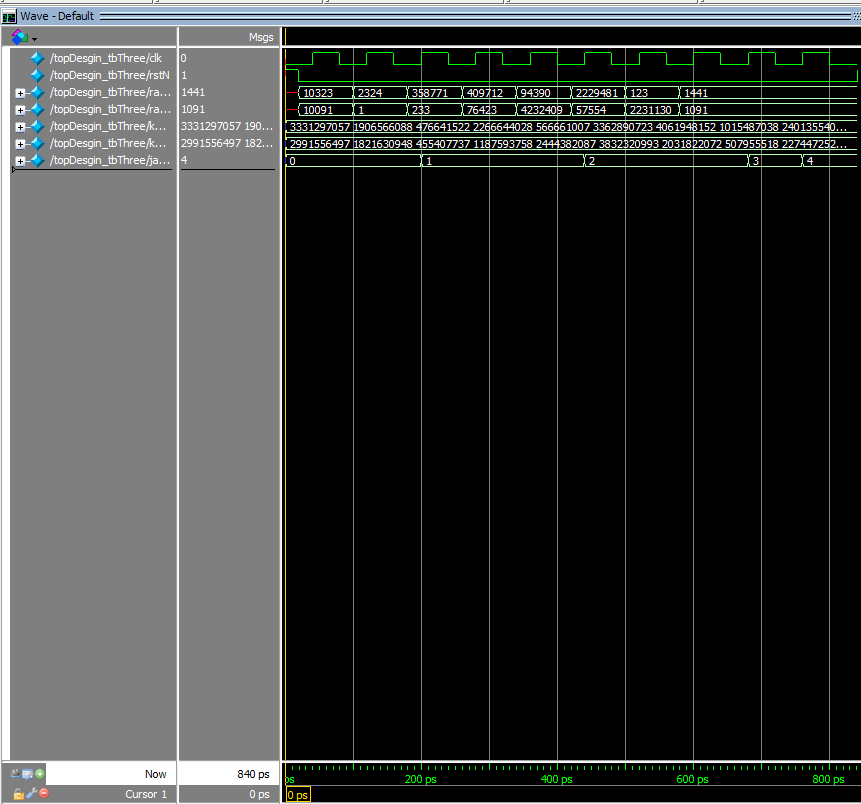 Wave - Default
Msgs
/topDesgin_tbThree/clk 0
/topDesgin_tbThree/rstN 1
/topDesgin_tbThree/ra... 1441 10323 2324 358771 409712 94390 2229481 123 1441
/topDesgin_tbThree/ra... 1091 10091 1 233 76423 4232409 57554 2231130 1091
/topDesgin_tbThree/k... 3331297057 190... 3331297057 1906566088 476641522 2266644028 566661007 3362890723 4061948152 1015487038 240135540...
/topDesgin_tbThree/k... 2991556497 182... 2991556497 1821630948 455407737 1187593758 2444382087 3832320993 2031822072 507955518 227447252...
/topDesgin_tbThree/ja... 4 0 1 2 3 4
Now 840 ps ps 200 ps 400 ps 600 ps 800 ps
Cursor 1 0 ps 0 ps